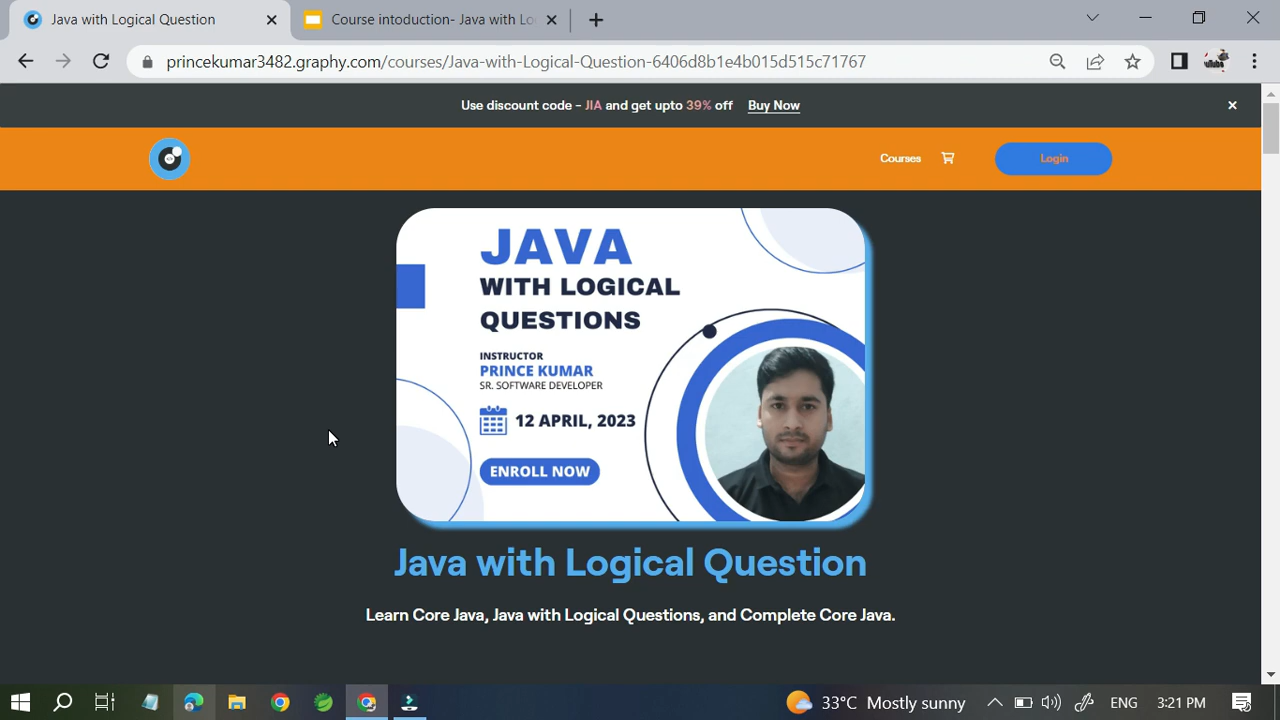 Java with Logical Question
Course intoduction- Java with Lo
princekumar3482.graphy.com/courses/Java-with-Logical-Question-6406d8b1e4b015d515c71767
Use discount code - JIA and get upto 39% off Buy Now
Courses
Login
JAVA
WITH LOGICAL
QUESTIONS
INSTRUCTOR
PRINCE KUMAR
SR. SOFTWARE DEVELOPER
12 APRIL, 2023
ENROLL NOW
Java with Logical Question
Learn Core Java, Java with Logical Questions, and Complete Core Java.
33°C Mostly sunny
ENG
3:21 PM